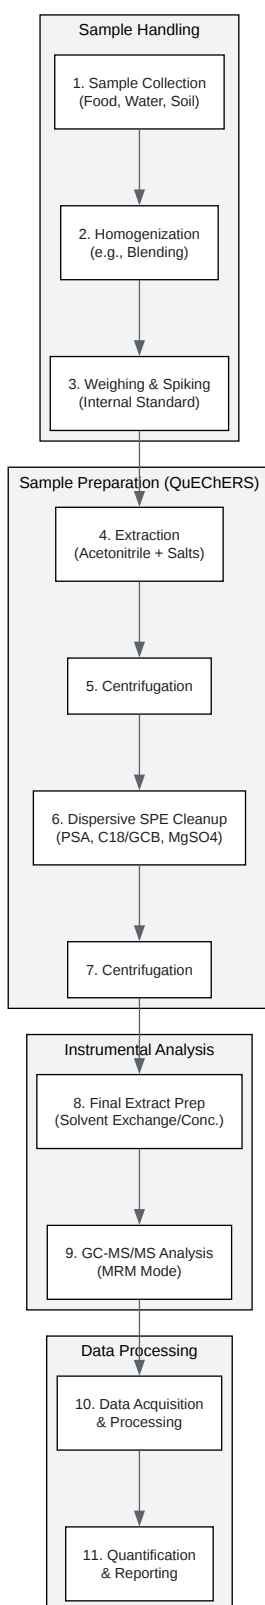 Sample Handling
1. Sample Collection
(Food, Water, Soil)
2. Homogenization
(e.g., Blending)
3. Weighing & Spiking
(Internal Standard)
Sample Preparation (QuEChERS)
4. Extraction
(Acetonitrile + Salts)
5. Centrifugation
6. Dispersive SPE Cleanup
(PSA, C18/GCB, MgSO4)
7. Centrifugation
Instrumental Analysis
8. Final Extract Prep
(Solvent Exchange/Conc.)
9. GC-MS/MS Analysis
(MRM Mode)
Data Processing
10. Data Acquisition
& Processing
11. Quantification
& Reporting